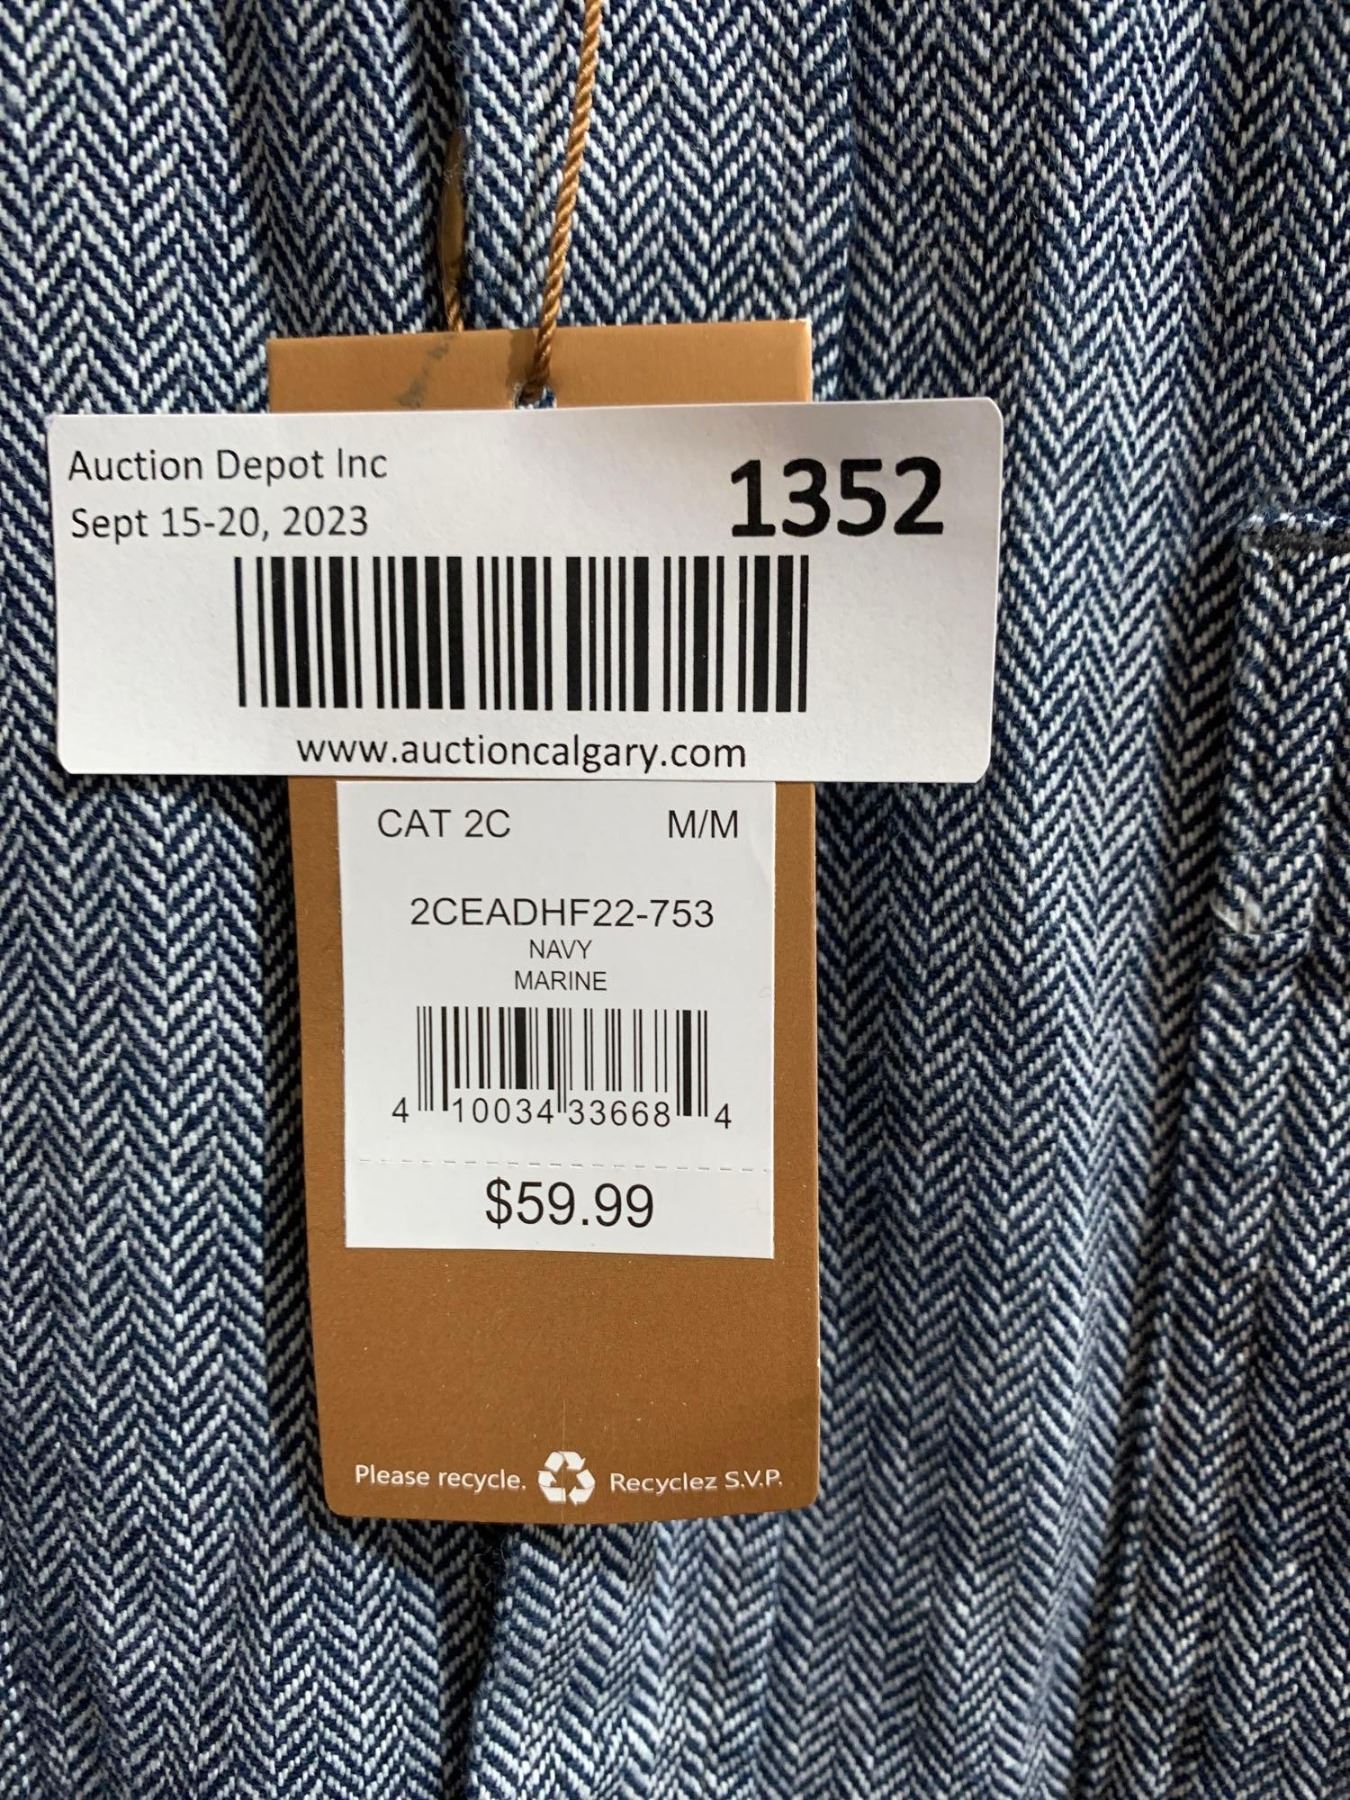 Auction Depot Inc
Sept 15-20, 2023
1352
www.auctioncalgary.com
CAT 2C M/M
2CEADHF22-753
NAVY
MARINE
4 10034 33668 4
$59.99
Please recycle. Recyclez S.V.P.